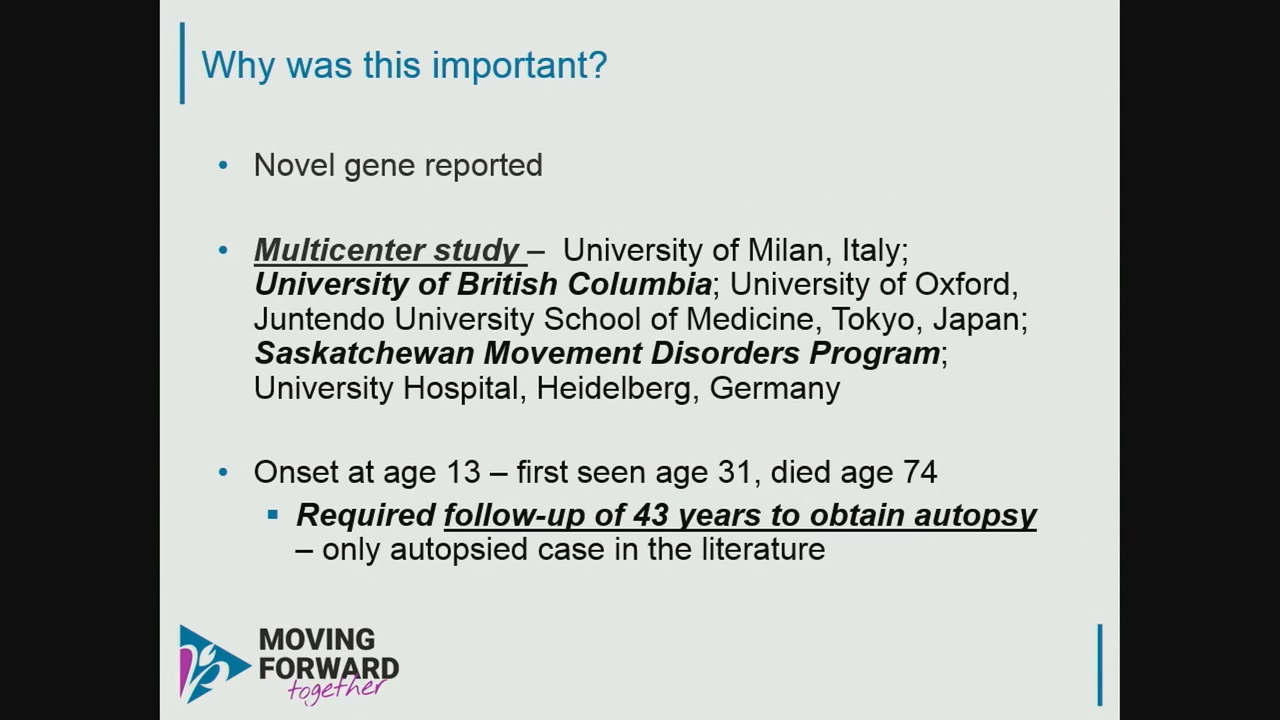 Why was this important?
• Novel gene reported
• Multicenter study – University of Milan, Italy;
University of British Columbia; University of Oxford,
Juntendo University School of Medicine, Tokyo, Japan;
Saskatchewan Movement Disorders Program;
University Hospital, Heidelberg, Germany
• Onset at age 13 – first seen age 31, died age 74
▪ Required follow-up of 43 years to obtain autopsy
– only autopsied case in the literature
MOVING
FORWARD
together